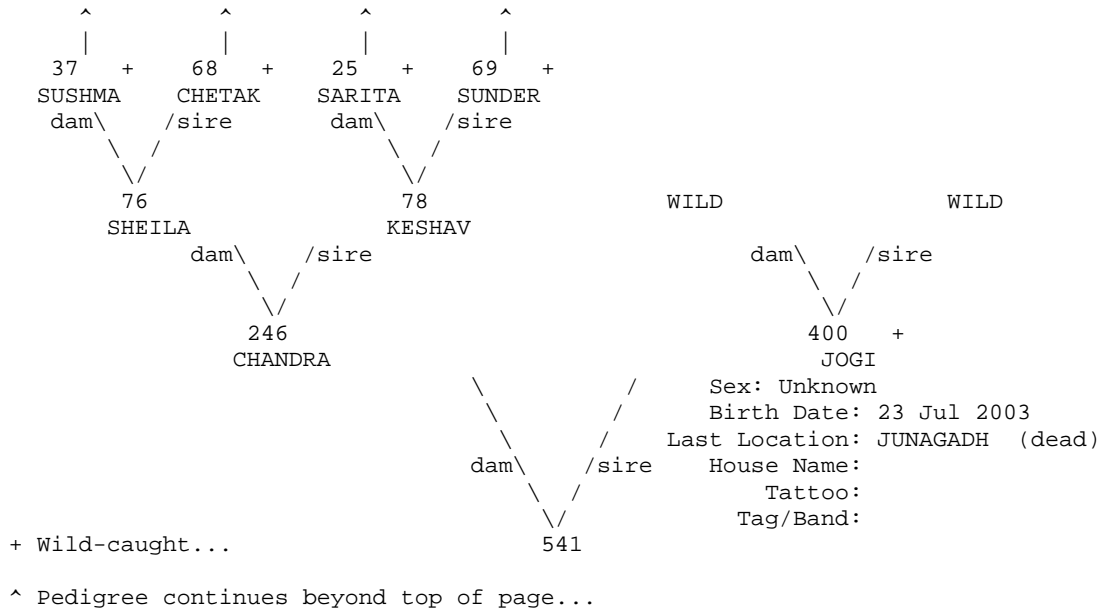 ^ ^ ^ ^
| | | |
37 + 68 + 25 + 69 +
SUSHMA CHETAK SARITA SUNDER
dam\ /sire dam\ /sire
\ / \ /
\/ \/
76 78 WILD WILD
SHEILA KESHAV
dam\ /sire dam\ /sire
\ / \ /
\/ \/
246 400 +
CHANDRA JOGI
\ / Sex: Unknown
\ / Birth Date: 23 Jul 2003
\ / Last Location: JUNAGADH (dead)
dam\ /sire House Name:
\ / Tattoo:
\/ Tag/Band:
+ Wild-caught... 541
^ Pedigree continues beyond top of page...